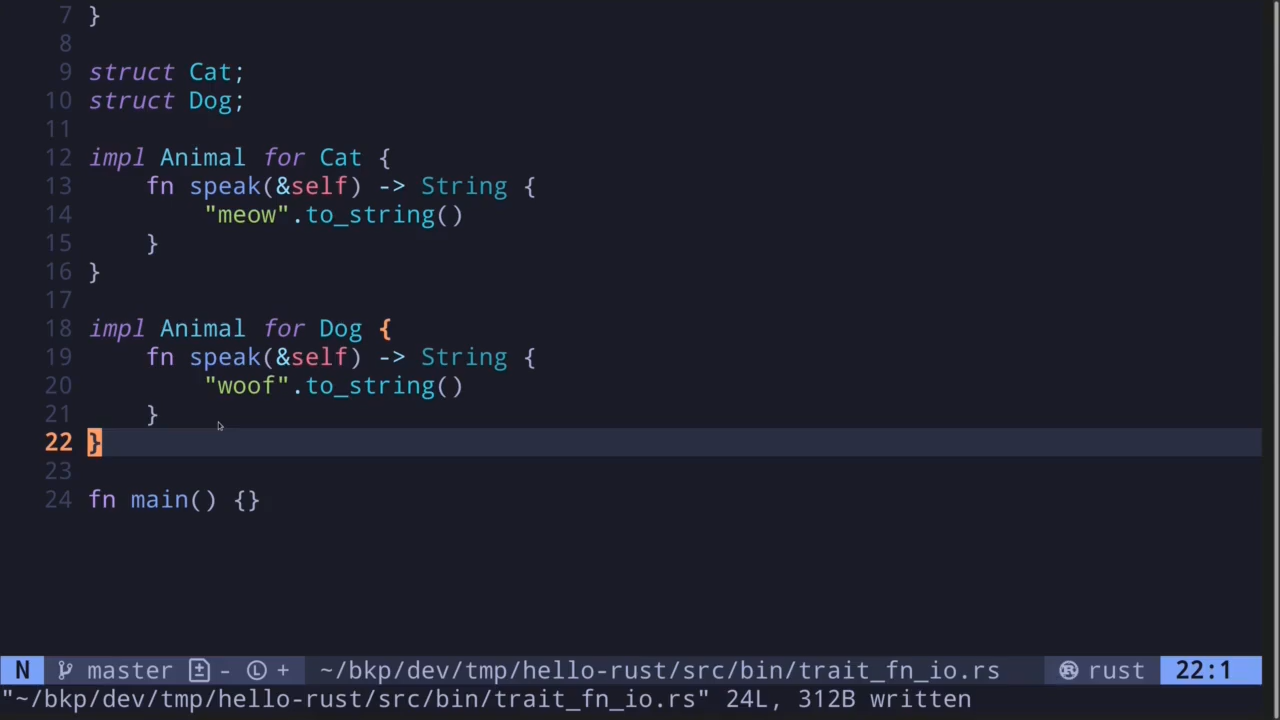 7 }
8
9 struct Cat;
10 struct Dog;
11
12 impl Animal for Cat {
13     fn speak(&self) -> String {
14         "meow".to_string()
15     }
16 }
17
18 impl Animal for Dog {
19     fn speak(&self) -> String {
20         "woof".to_string()
21     }
22 }
23
24 fn main() {}
N master - L + ~/bkp/dev/tmp/hello-rust/src/bin/trait_fn_io.rs rust 22:1
"~/bkp/dev/tmp/hello-rust/src/bin/trait_fn_io.rs" 24L, 312B written